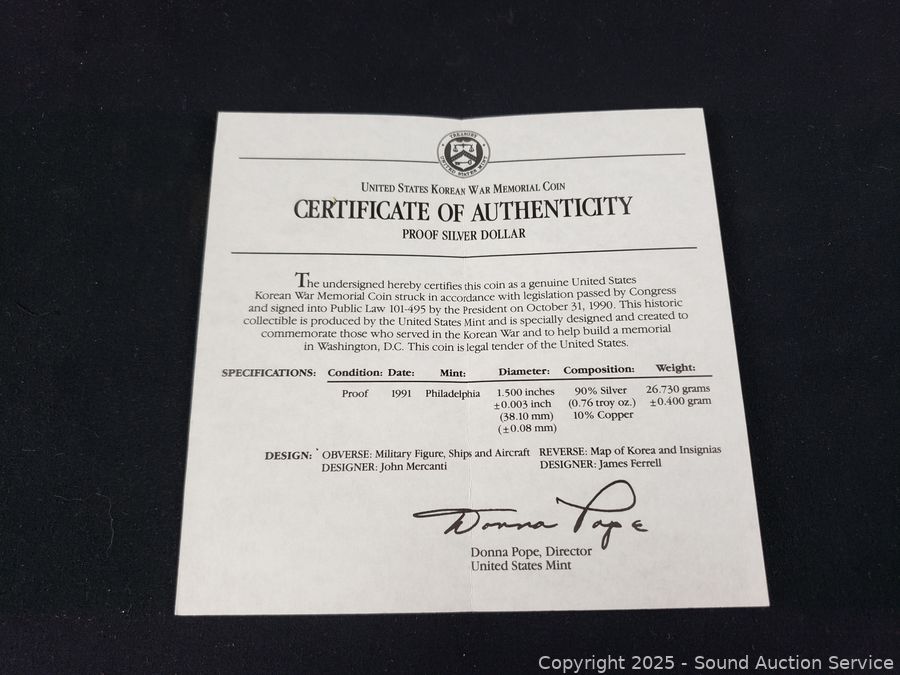 TREASURY
UNITED STATES MINT
UNITED STATES KOREAN WAR MEMORIAL COIN
CERTIFICATE OF AUTHENTICITY
PROOF SILVER DOLLAR
The undersigned hereby certifies this coin as a genuine United States
Korean War Memorial Coin struck in accordance with legislation passed by Congress
and signed into Public Law 101-495 by the President on October 31, 1990. This historic
collectible is produced by the United States Mint and is specially designed and created to
commemorate those who served in the Korean War and to help build a memorial
in Washington, D.C. This coin is legal tender of the United States.
SPECIFICATIONS: Condition: Date: Mint: Diameter: Composition: Weight:
Proof 1991 Philadelphia 1.500 inches 90% Silver 26.730 grams
±0.003 inch (0.76 troy oz.) ±0.400 gram
(38.10 mm) 10% Copper
(±0.08 mm)
DESIGN: OBVERSE: Military Figure, Ships and Aircraft REVERSE: Map of Korea and Insignias
DESIGNER: John Mercanti DESIGNER: James Ferrell
Donna Pope
Donna Pope, Director
United States Mint
Copyright 2025 - Sound Auction Service